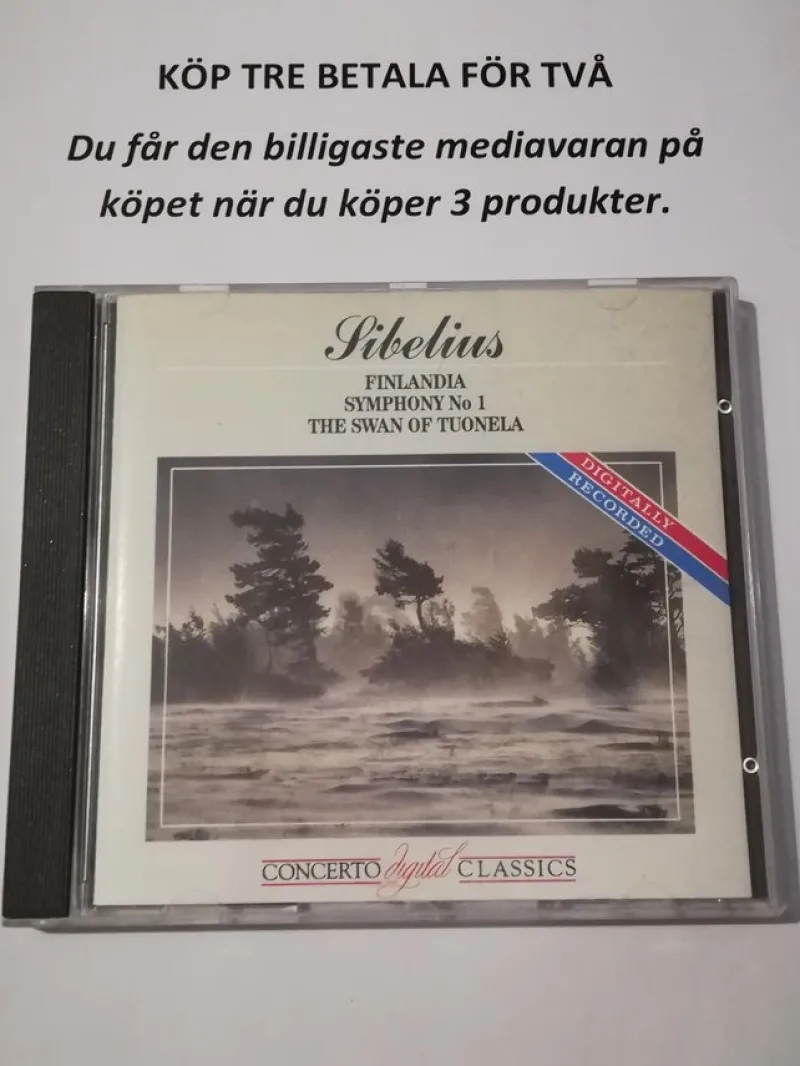 KÖP TRE BETALA FÖR TVÅ
Du får den billigaste mediavaran på
köpet när du köper 3 produkter.
Sibelius
FINLANDIA
SYMPHONY No 1
THE SWAN OF TUONELA
DIGITALLY
RECORDED
CONCERTO digital CLASSICS